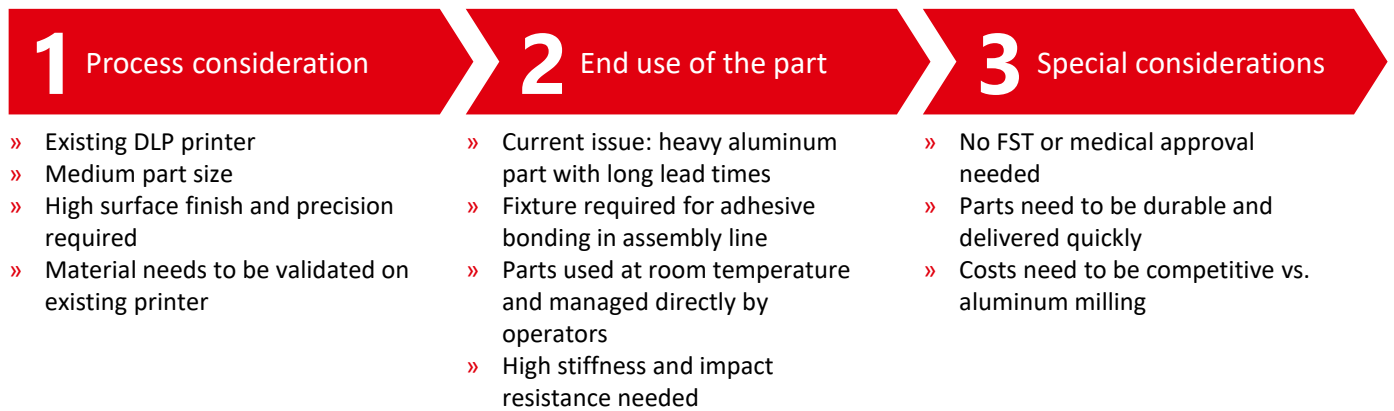 1 Process consideration
» Existing DLP printer
» Medium part size
» High surface finish and precision
required
» Material needs to be validated on
existing printer
2 End use of the part
» Current issue: heavy aluminum
part with long lead times
» Fixture required for adhesive
bonding in assembly line
» Parts used at room temperature
and managed directly by
operators
» High stiffness and impact
resistance needed
3 Special considerations
» No FST or medical approval
needed
» Parts need to be durable and
delivered quickly
» Costs need to be competitive vs.
aluminum milling